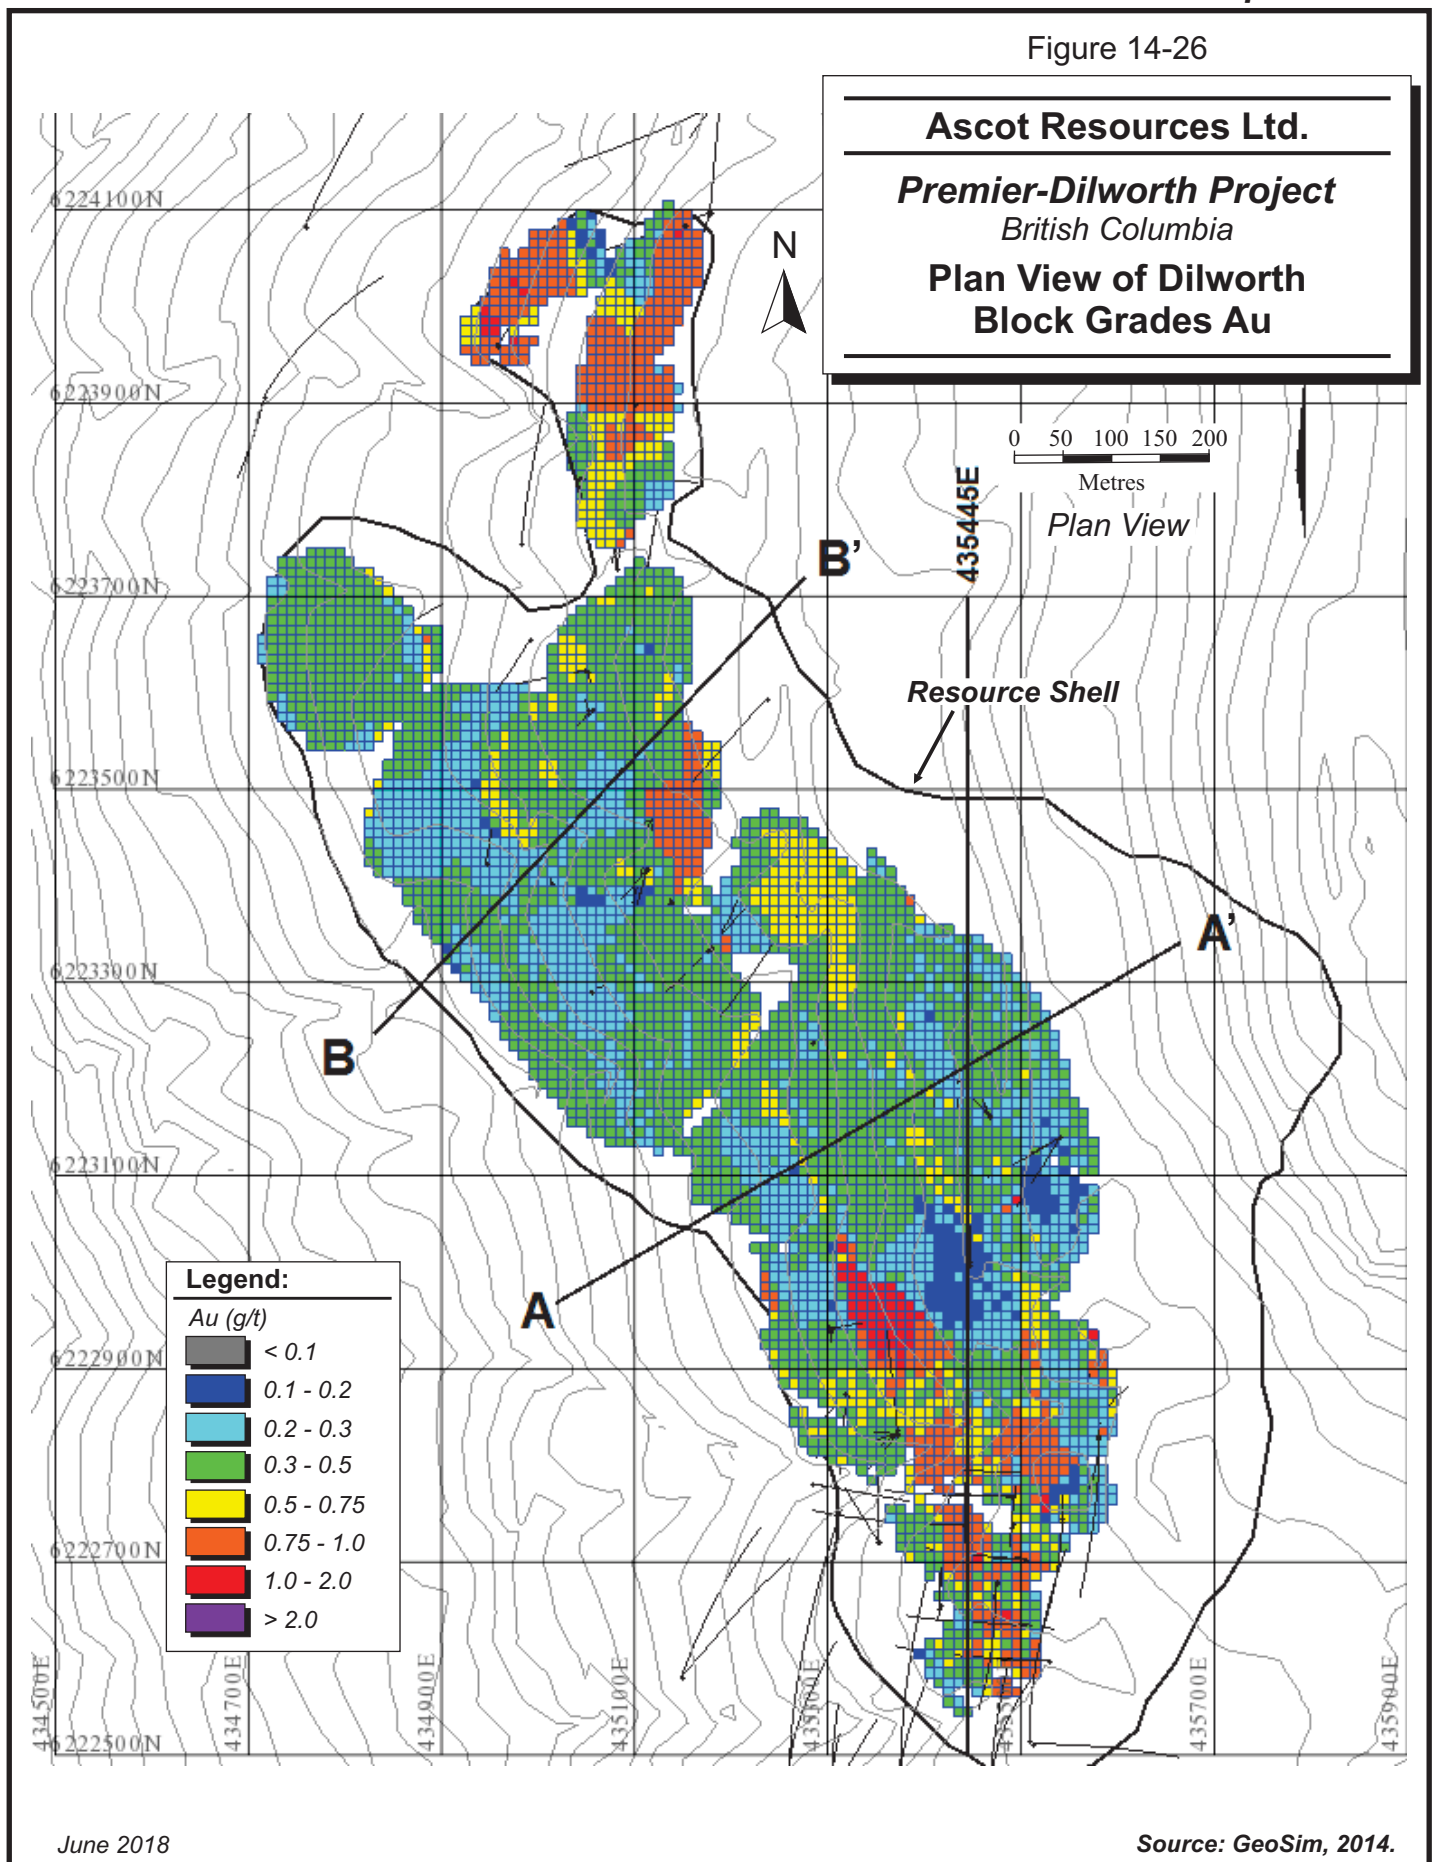 Figure 14-26
Ascot Resources Ltd.
Premier-Dilworth Project
British Columbia
Plan View of Dilworth
Block Grades Au
N
0 50 100 150 200
Metres
Plan View
6224100N
6223900N
6223700N
6223500N
6223300N
6223100N
6222900N
6222700N
6222500N
435445E
B’
Resource Shell
A’
B
A
Legend:
Au (g/t)
< 0.1
0.1 - 0.2
0.2 - 0.3
0.3 - 0.5
0.5 - 0.75
0.75 - 1.0
1.0 - 2.0
> 2.0
434500E
434700E
434900E
435100E
435700E
435900E
June 2018
Source: GeoSim, 2014.